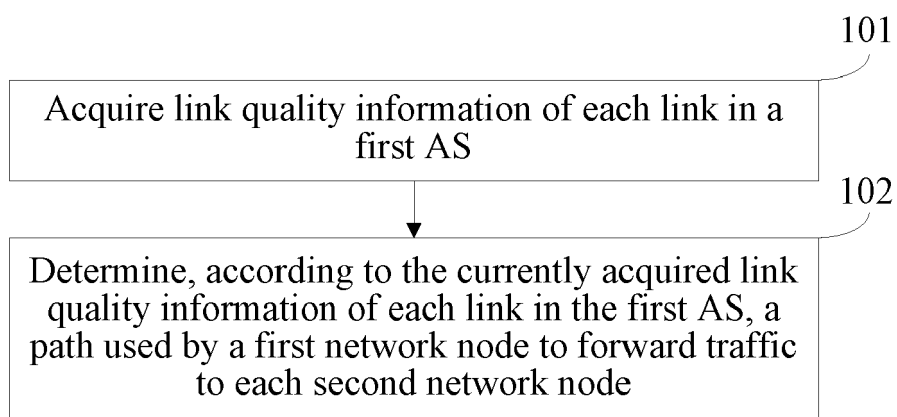 101
Acquire link quality information of each link in a
first AS
102
Determine, according to the currently acquired link
quality information of each link in the first AS, a
path used by a first network node to forward traffic
to each second network node